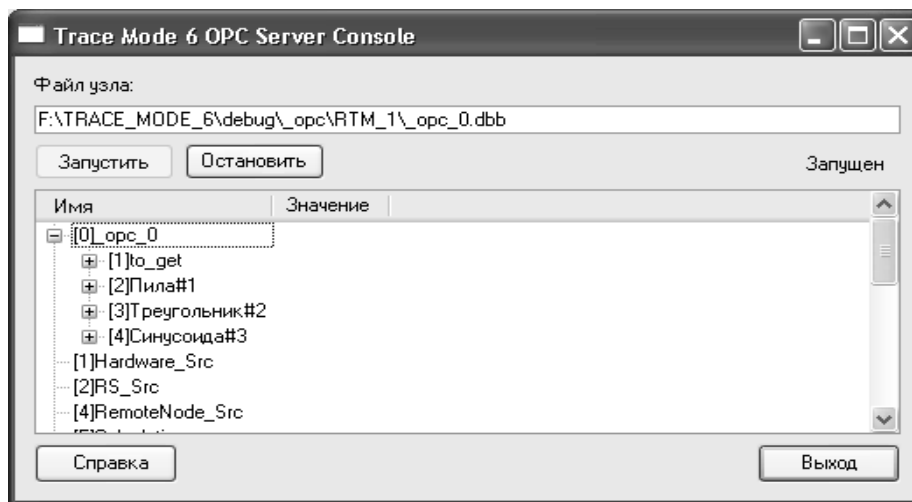 Trace Mode 6 OPC Server Console
Файл узла:
F:\TRACE_MODE_6\debug\_opc\RTM_1\_opc_0.dbb
Запустить Остановить Запущен
Имя Значение
[0]_opc_0
[1]to_get
[2]Пила#1
[3]Треугольник#2
[4]Синусоида#3
[1]Hardware_Src
[2]RS_Src
[4]RemoteNode_Src
Справка Выход